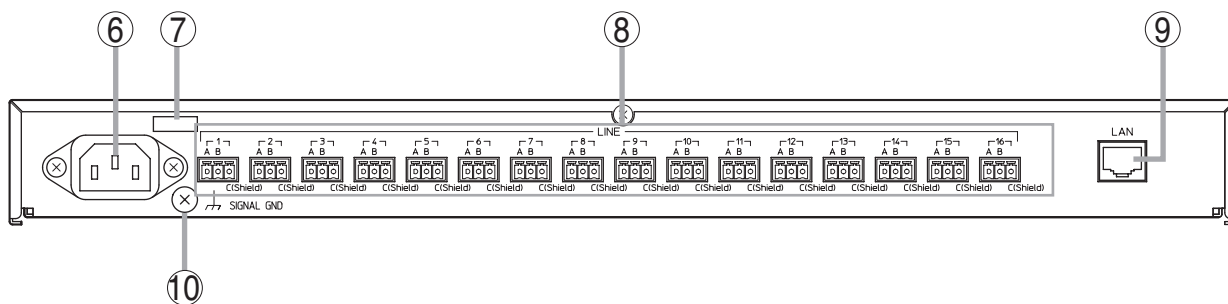 6 7 8 9
LINE
LAN
1 2 3 4 5 6 7 8 9 10 11 12 13 14 15 16
A B A B A B A B A B A B A B A B A B A B A B A B A B A B A B A B
C(Shield) C(Shield) C(Shield) C(Shield) C(Shield) C(Shield) C(Shield) C(Shield) C(Shield) C(Shield) C(Shield) C(Shield) C(Shield) C(Shield) C(Shield) C(Shield)
SIGNAL GND
10